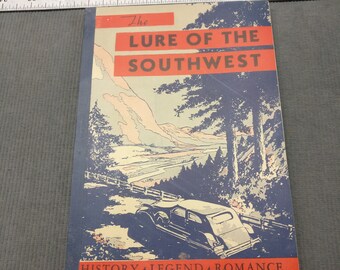 The
LURE OF THE
SOUTHWEST
HISTORY • LEGEND • ROMANCE